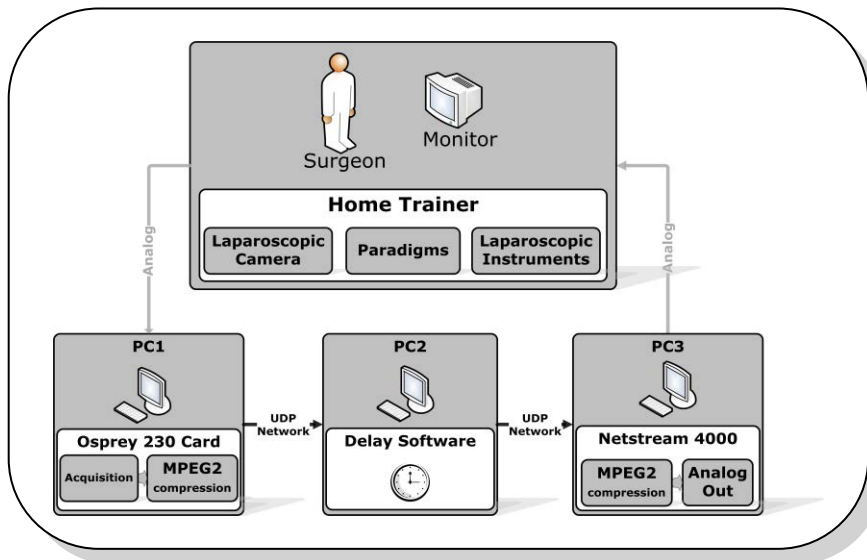 Surgeon
Monitor
Home Trainer
Laparoscopic
Camera
Paradigms
Laparoscopic
Instruments
Analog
Analog
PC1
PC2
PC3
UDP
Network
UDP
Network
Osprey 230 Card
Acquisition
MPEG2
compression
Delay Software
Netstream 4000
MPEG2
compression
Analog
Out